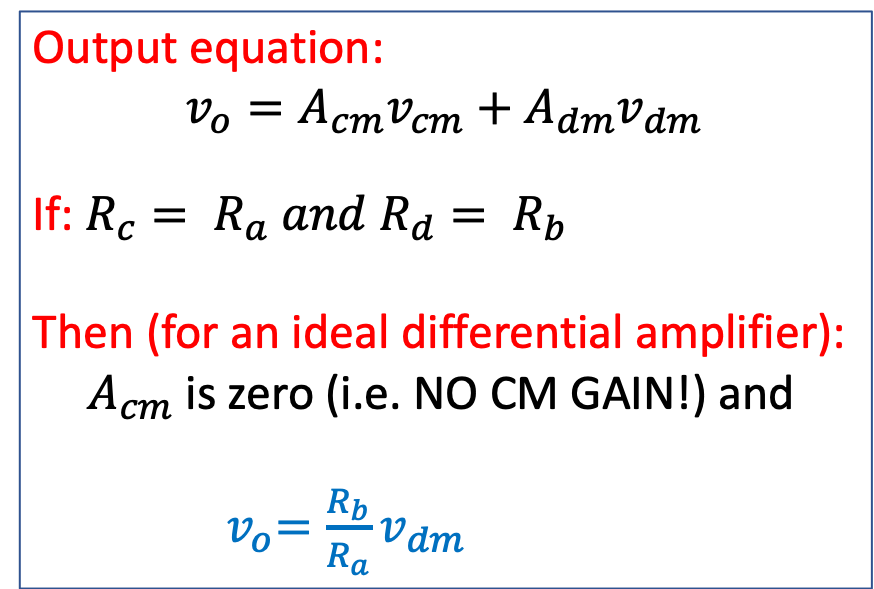 Output equation:
v_o = A_{cm}v_{cm} + A_{dm}v_{dm}
If: R_c = R_a and R_d = R_b
Then (for an ideal differential amplifier):
A_{cm} is zero (i.e. NO CM GAIN!) and
v_o = \frac{R_b}{R_a} v_{dm}